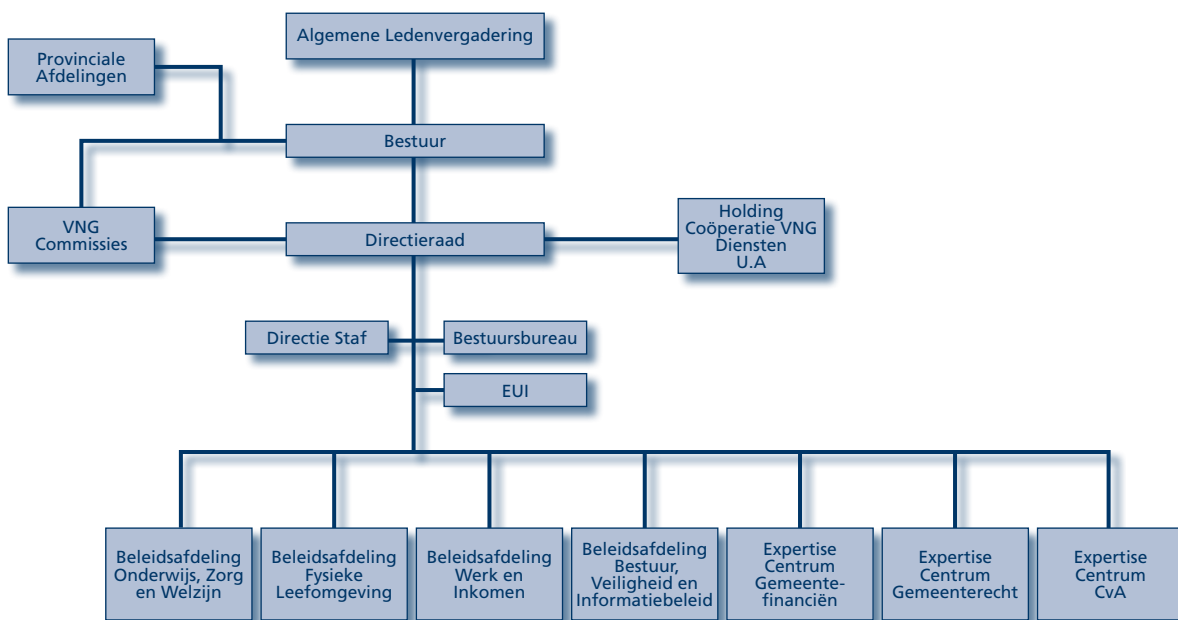 Algemene Ledenvergadering
Provinciale
Afdelingen
Bestuur
VNG
Commissies
Directieraad
Holding
Coöperatie VNG
Diensten
U.A
Directie Staf
Bestuursbureau
EUI
Beleidsafdeling
Onderwijs, Zorg
en Welzijn
Beleidsafdeling
Fysieke
Leefomgeving
Beleidsafdeling
Werk en
Inkomen
Beleidsafdeling
Bestuur,
Veiligheid en
Informatiebeleid
Expertise
Centrum
Gemeente-
financiën
Expertise
Centrum
Gemeenterecht
Expertise
Centrum
CvA